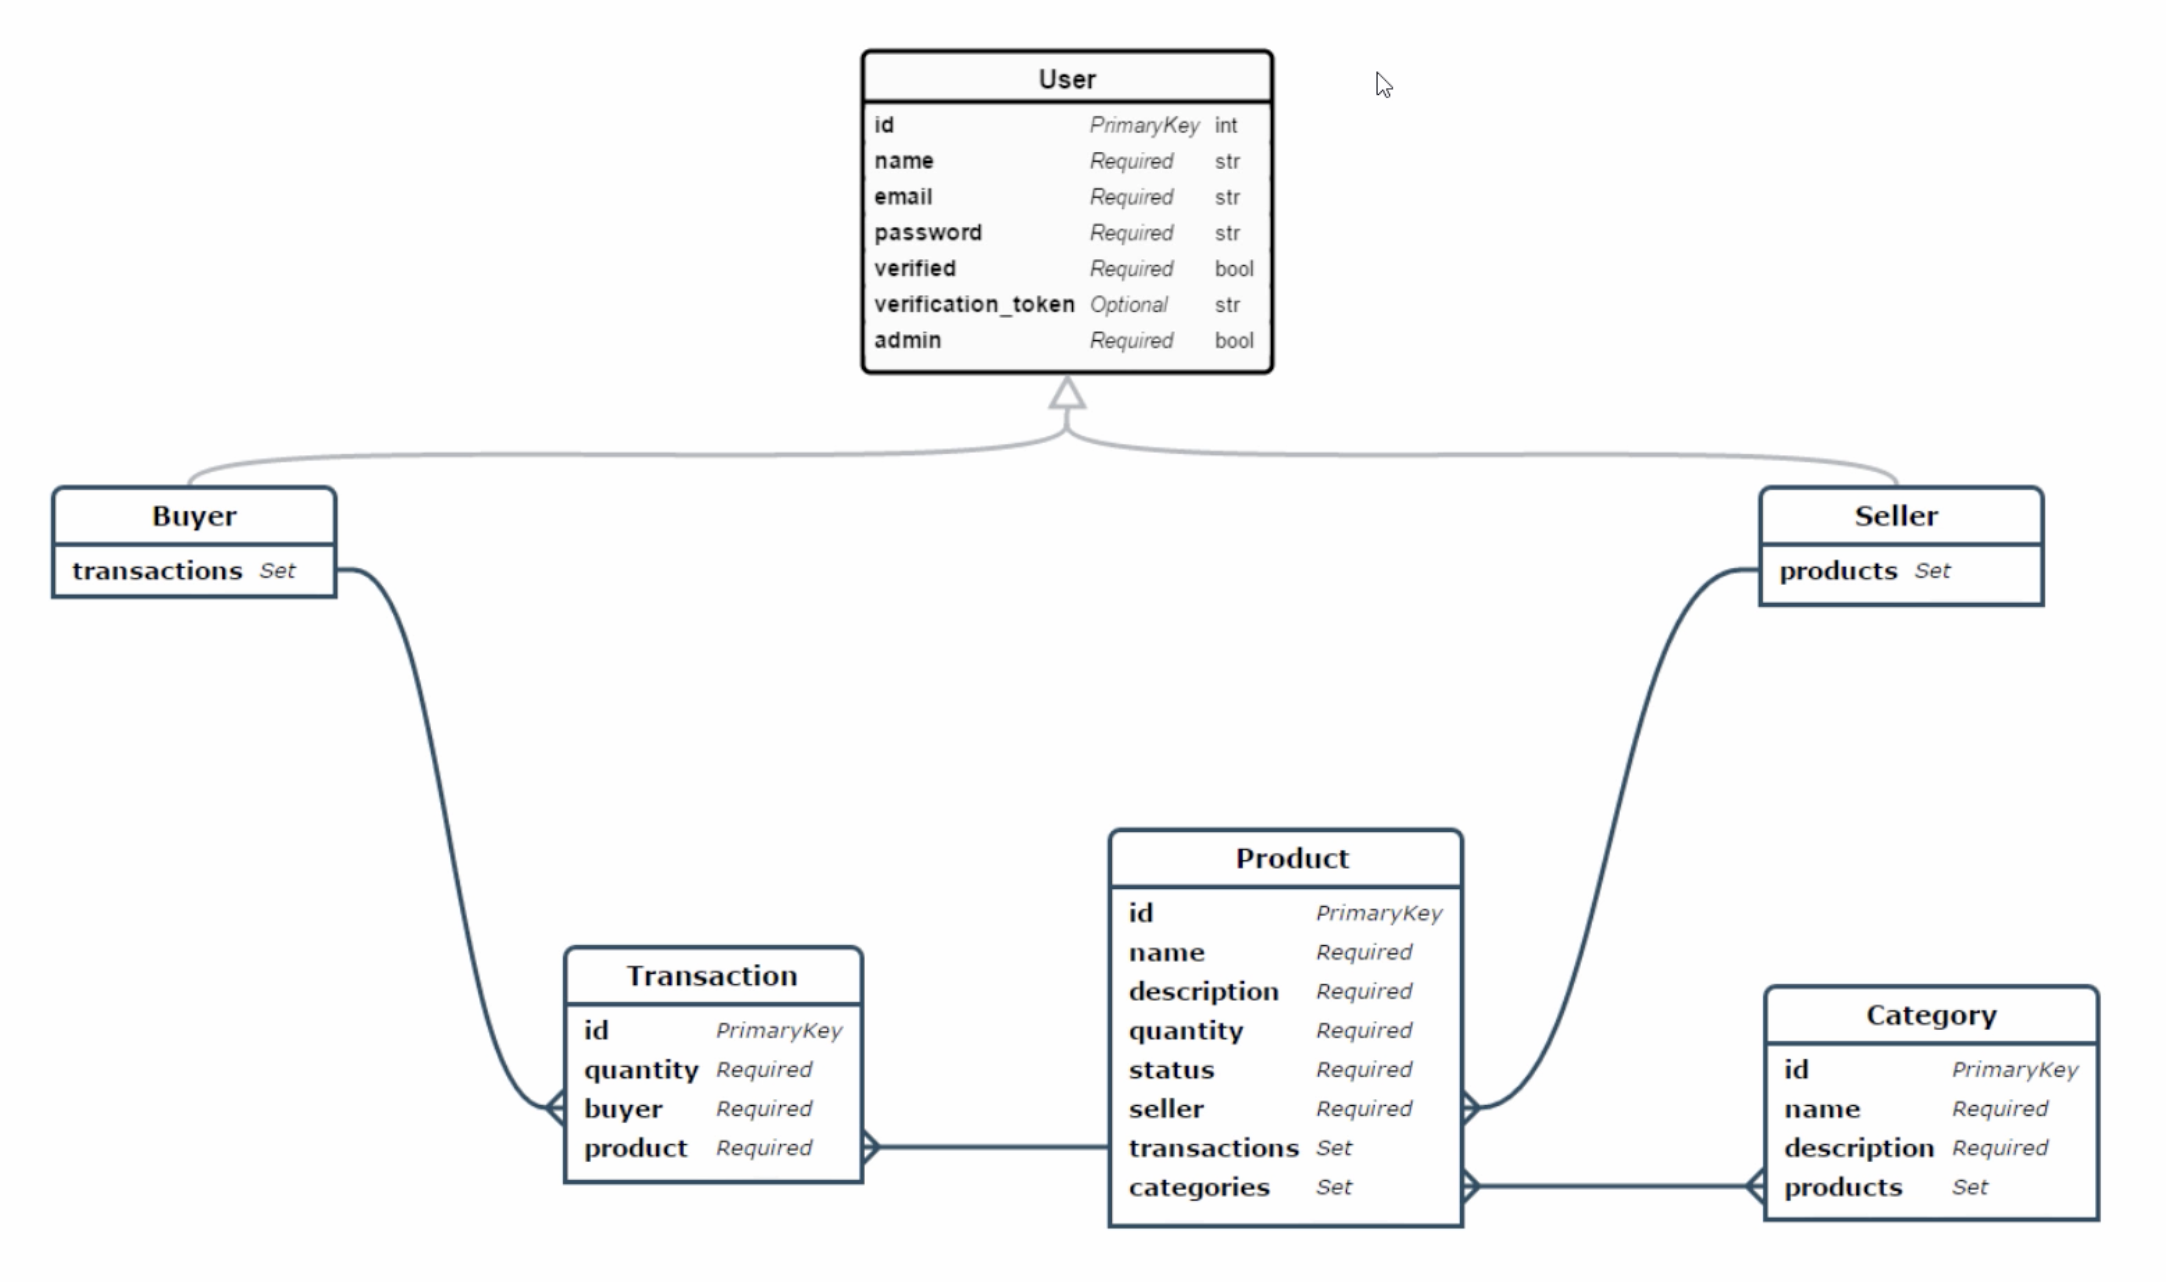 User
id PrimaryKey int
name Required str
email Required str
password Required str
verified Required bool
verification_token Optional str
admin Required bool
Buyer
transactions Set
Seller
products Set
Transaction
id PrimaryKey
quantity Required
buyer Required
product Required
Product
id PrimaryKey
name Required
description Required
quantity Required
status Required
seller Required
transactions Set
categories Set
Category
id PrimaryKey
name Required
description Required
products Set